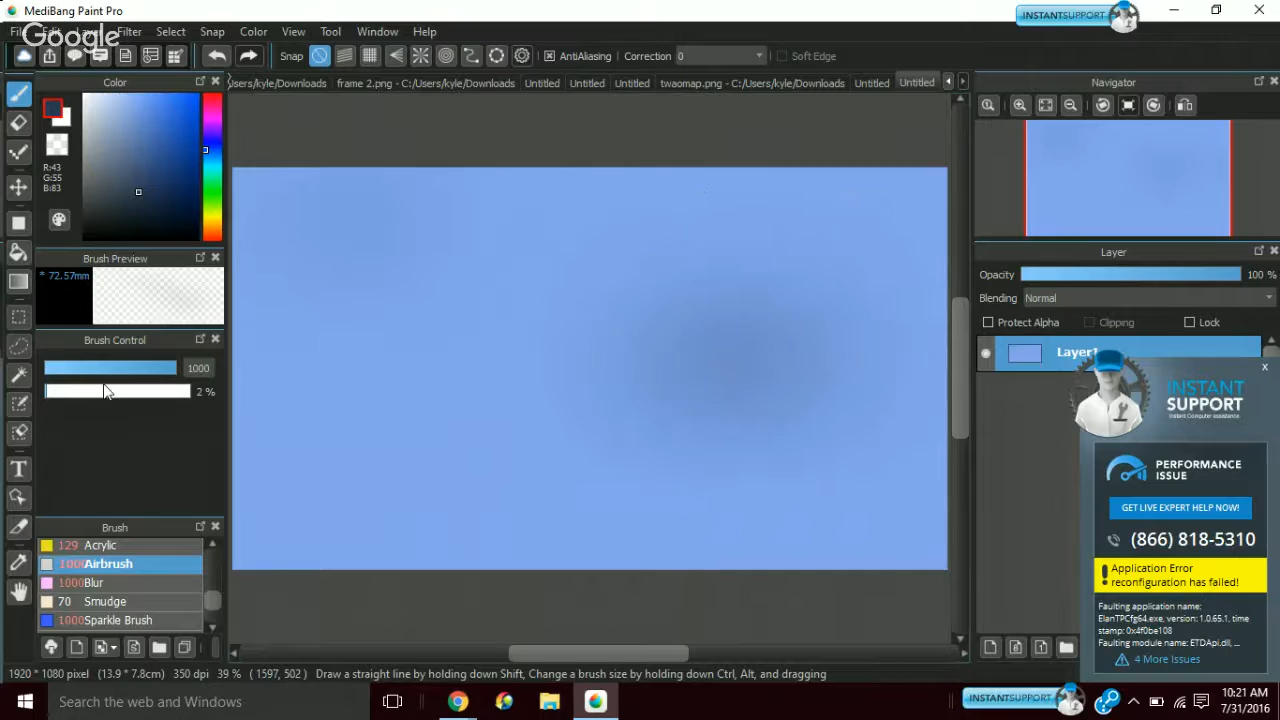 MediBang Paint Pro
INSTANTSUPPORT
File Edit Layer Filter Select Snap Color View Tool Window Help
Google
Snap AntiAliasing Correction 0 Soft Edge
Color
Jsers/kyle/Downloads frame 2.png - C:/Users/kyle/Downloads Untitled Untitled Untitled twaomap.png - C:/Users/kyle/Downloads Untitled Untitled
Navigator
R:43
G:55
B:83
Brush Preview
* 72.57mm
Brush Control
1000
2 %
Layer
Opacity 100 %
Blending Normal
Protect Alpha Clipping Lock
Layer1
x
INSTANT
SUPPORT
Instant Computer assistance.
PERFORMANCE
ISSUE
GET LIVE EXPERT HELP NOW!
(866) 818-5310
Application Error
reconfiguration has failed!
Faulting application name:
ElanTPCfg64.exe, version: 1.0.65.1, time
stamp: 0x4f0be108
Faulting module name: ETDApi.dll, ...
4 More Issues
Brush
129 Acrylic
1000 Airbrush
1000 Blur
70 Smudge
1000 Sparkle Brush
1920 * 1080 pixel (13.9 * 7.8cm) 350 dpi 39 % ( 1597, 502 ) Draw a straight line by holding down Shift, Change a brush size by holding down Ctrl, Alt, and dragging
Search the web and Windows
INSTANTSUPPORT
10:21 AM
7/31/2016